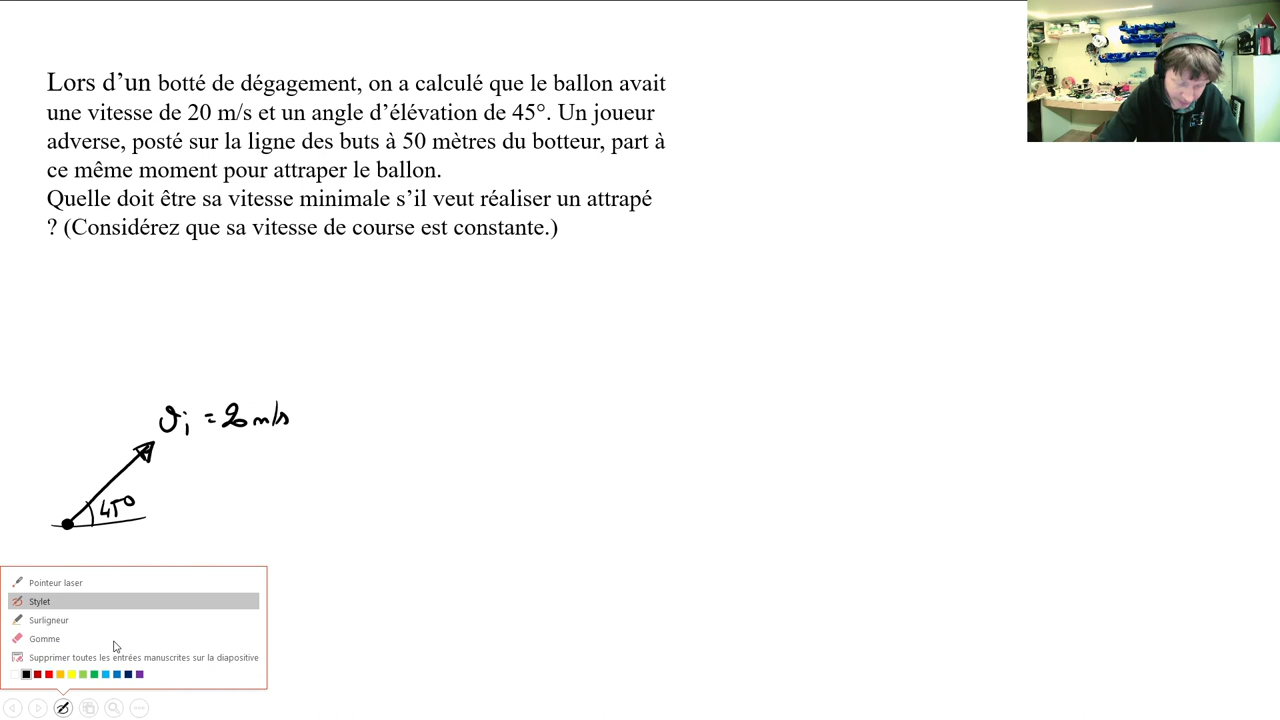 Lors d’un botté de dégagement, on a calculé que le ballon avait
une vitesse de 20 m/s et un angle d’élévation de 45°. Un joueur
adverse, posté sur la ligne des buts à 50 mètres du botteur, part à
ce même moment pour attraper le ballon.
Quelle doit être sa vitesse minimale s’il veut réaliser un attrapé
? (Considérez que sa vitesse de course est constante.)
vi = 20 m/s
45°
Pointeur laser
Stylet
Surligneur
Gomme
Supprimer toutes les entrées manuscrites sur la diapositive